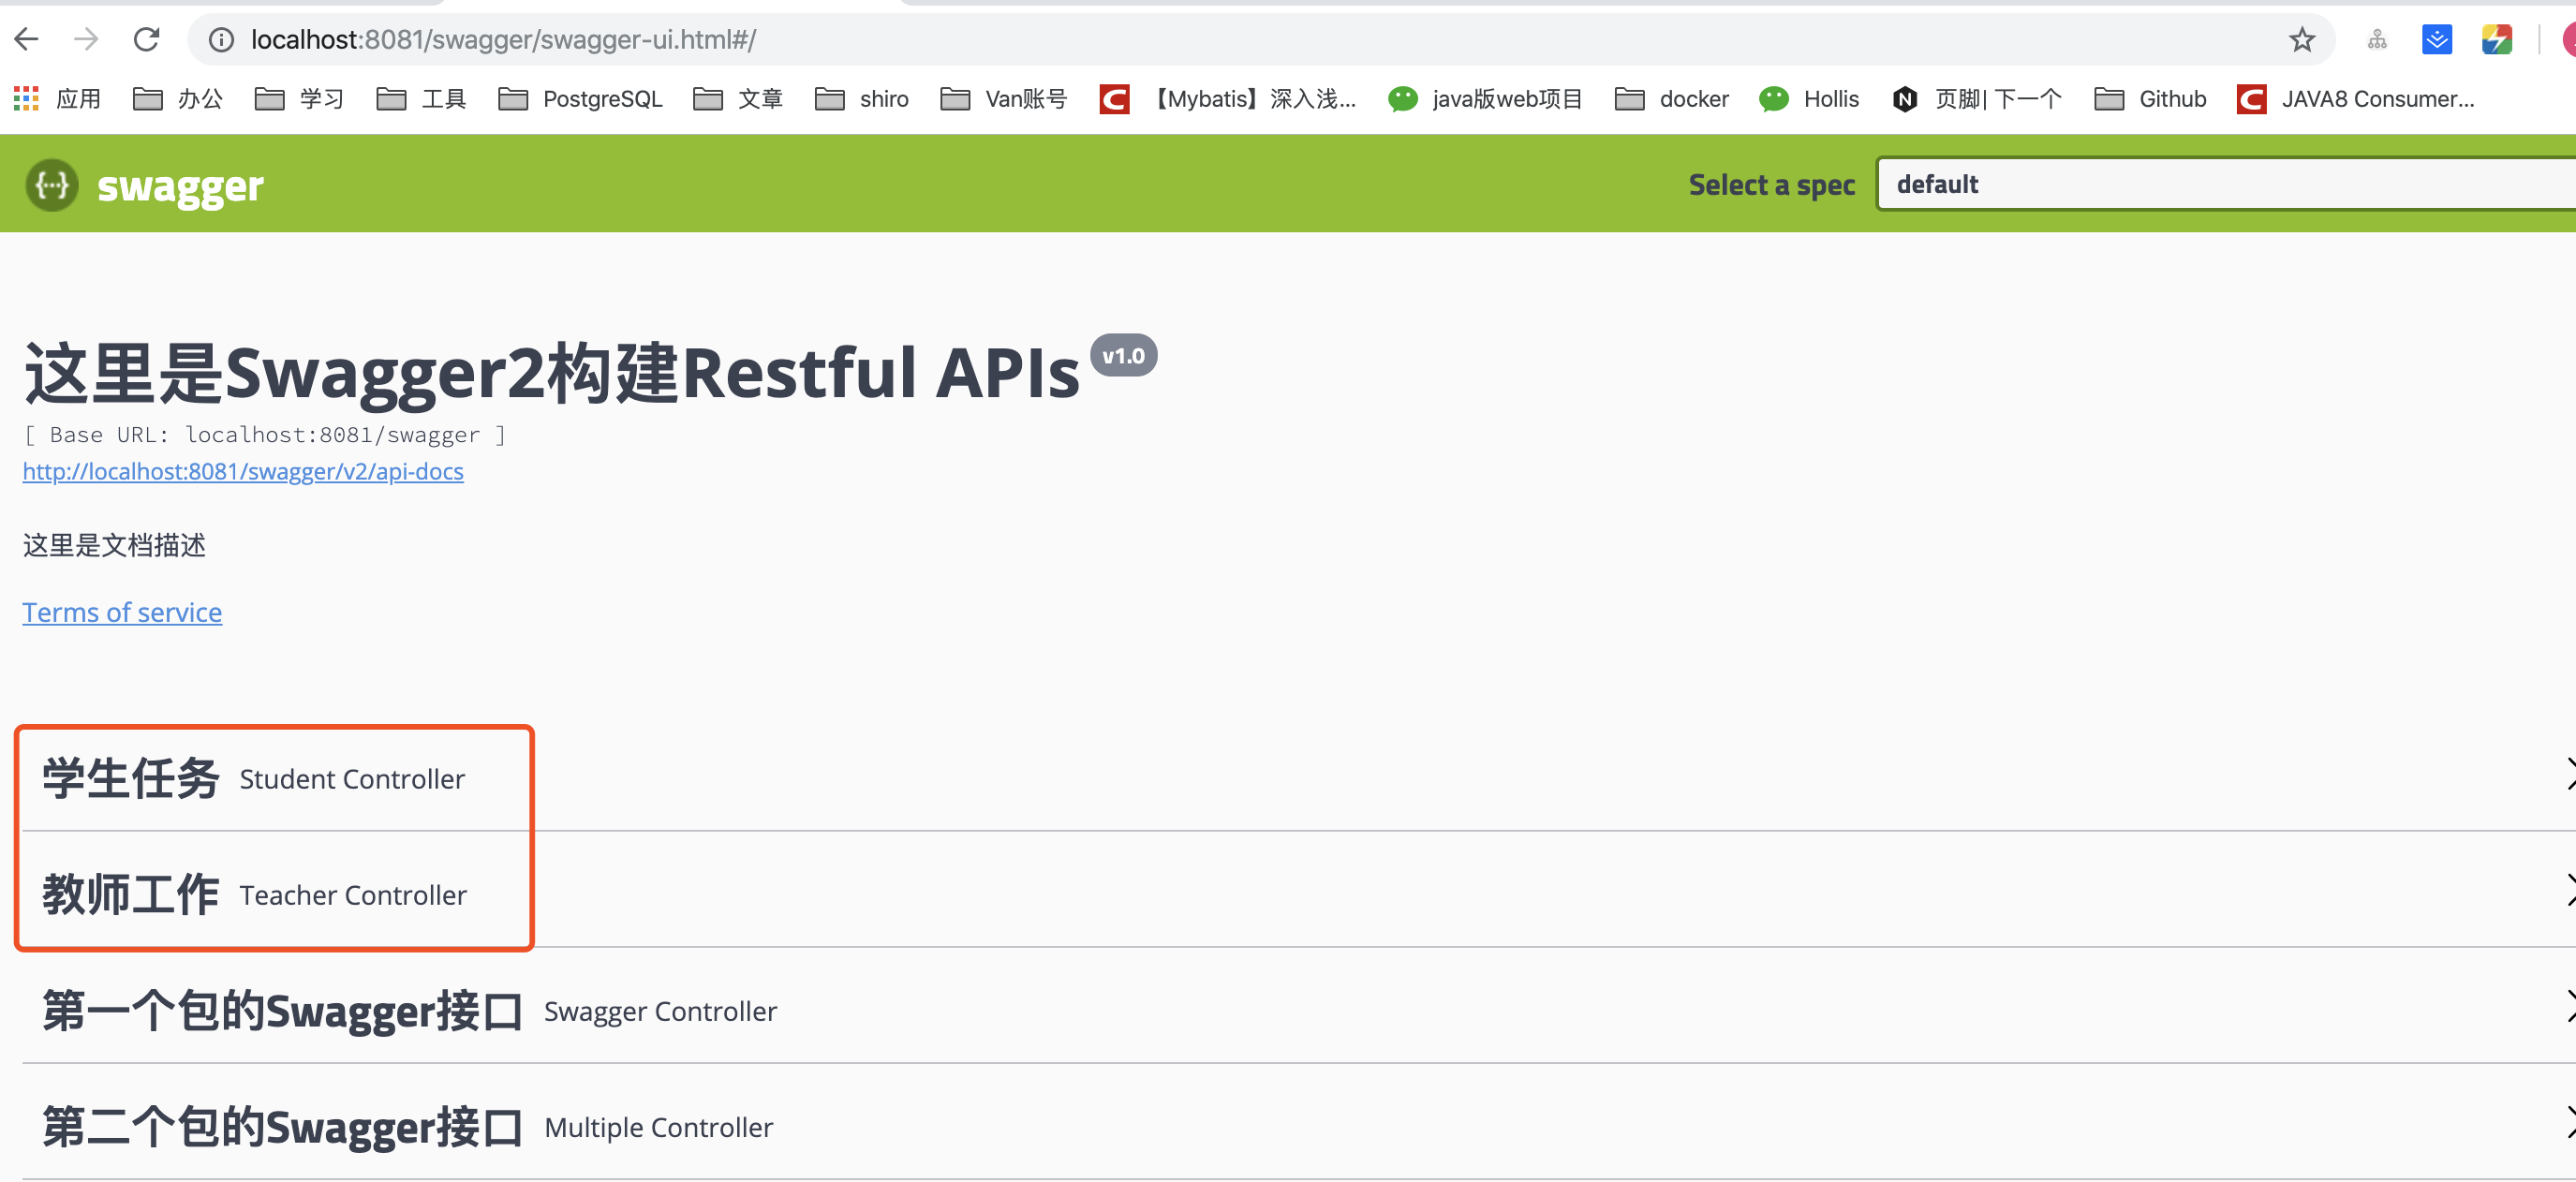 localhost:8081/swagger/swagger-ui.html#/
应用 办公 学习 工具 PostgreSQL 文章 shiro Van账号 【Mybatis】深入浅... java版web项目 docker Hollis 页脚| 下一个 Github JAVA8 Consumer...
swagger Select a spec default
这里是Swagger2构建Restful APIs v1.0
[ Base URL: localhost:8081/swagger ]
http://localhost:8081/swagger/v2/api-docs
这里是文档描述
Terms of service
学生任务 Student Controller
教师工作 Teacher Controller
第一个包的Swagger接口 Swagger Controller
第二个包的Swagger接口 Multiple Controller